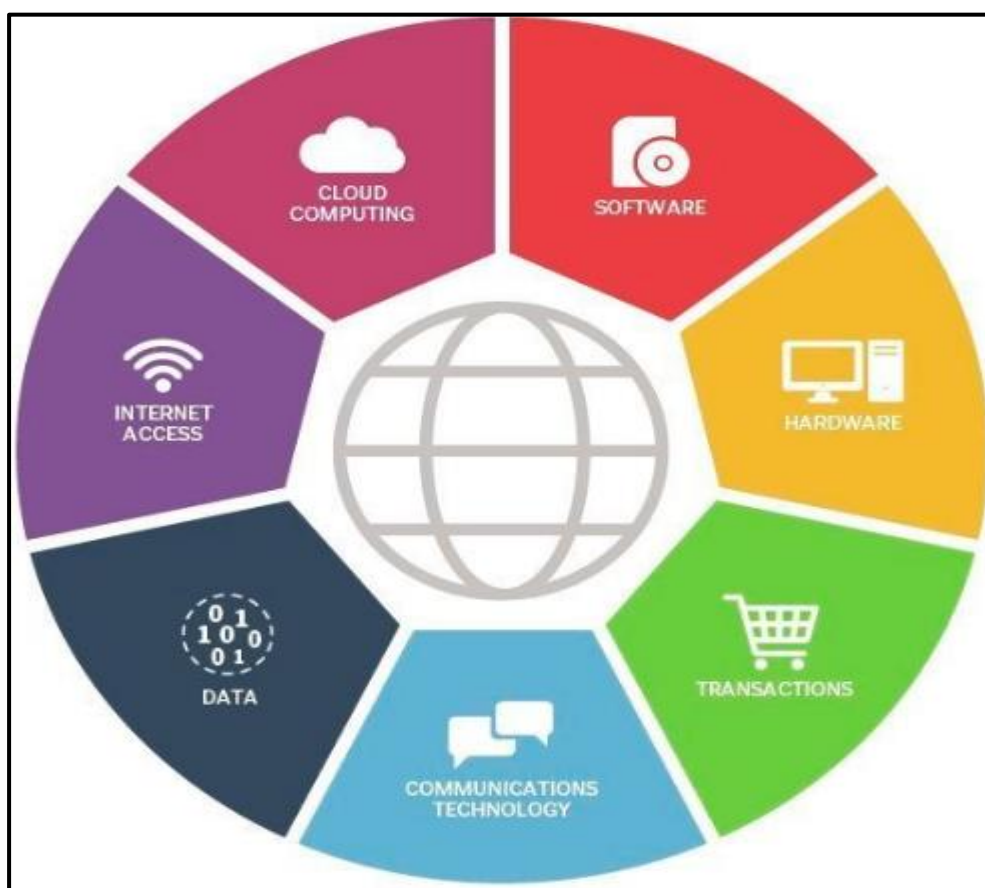 CLOUD
COMPUTING
SOFTWARE
HARDWARE
TRANSACTIONS
COMMUNICATIONS
TECHNOLOGY
0 1
1 0 0
0 1
DATA
INTERNET
ACCESS